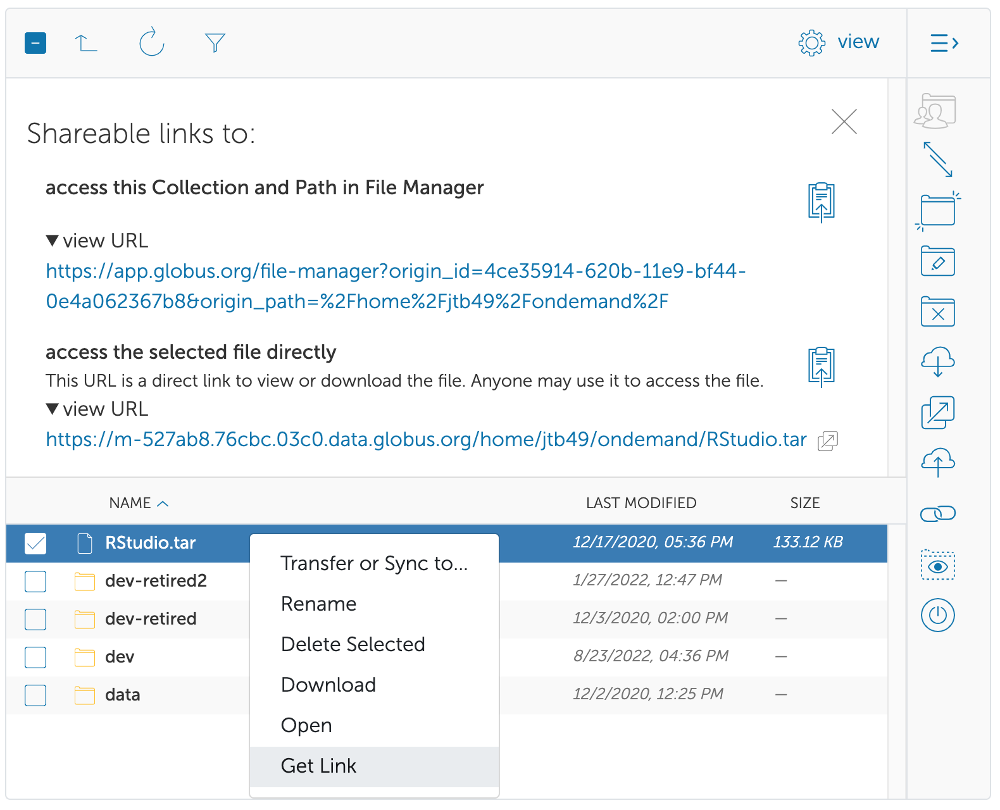 view
Shareable links to:
access this Collection and Path in File Manager
▼ view URL
https://app.globus.org/file-manager?origin_id=4ce35914-620b-11e9-bf44-
0e4a062367b8&origin_path=%2Fhome%2Fjtb49%2Fondemand%2F
access the selected file directly
This URL is a direct link to view or download the file. Anyone may use it to access the file.
▼ view URL
https://m-527ab8.76cbc.03c0.data.globus.org/home/jtb49/ondemand/RStudio.tar
NAME LAST MODIFIED SIZE
RStudio.tar 12/17/2020, 05:36 PM 133.12 KB
dev-retired2 1/27/2022, 12:47 PM —
dev-retired 12/3/2020, 02:00 PM —
dev 8/23/2022, 04:36 PM —
data 12/2/2020, 12:25 PM —
Transfer or Sync to...
Rename
Delete Selected
Download
Open
Get Link